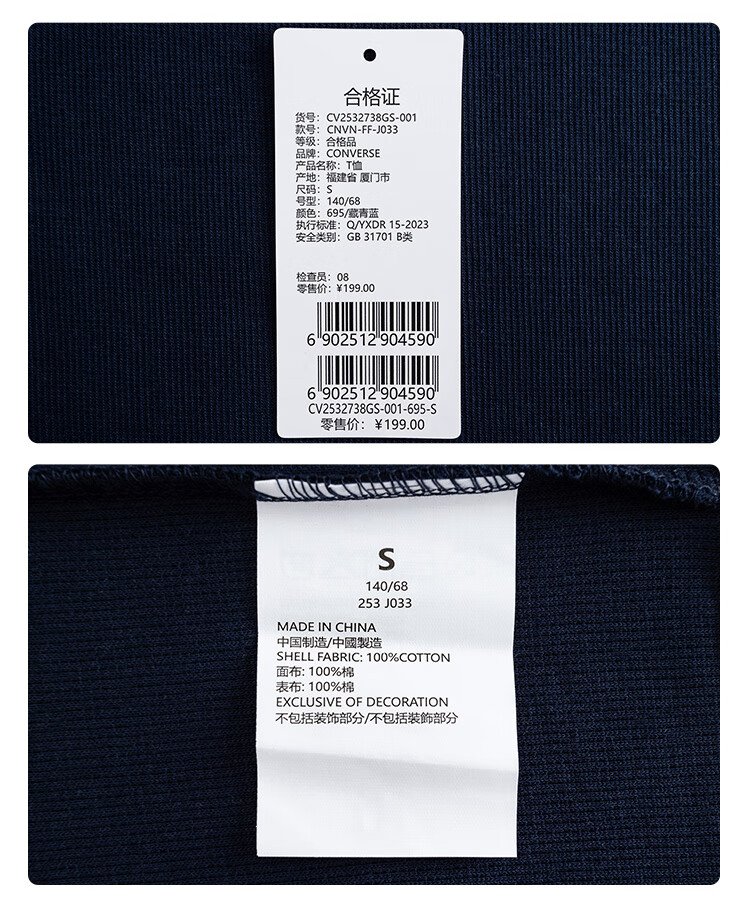 合格证
货号: CV2532738GS-001
款号: CNVN-FF-J033
等级: 合格品
品牌: CONVERSE
产品名称: T恤
产地: 福建省 厦门市
尺码: S
号型: 140/68
颜色: 695/藏青蓝
执行标准: Q/YXDR 15-2023
安全类别: GB 31701 B类
检查员: 08
零售价: ¥199.00
6 902512 904590
6 902512 904590
CV2532738GS-001-695-S
零售价: ¥199.00
S
140/68
253 J033
MADE IN CHINA
中国制造/中國製造
SHELL FABRIC: 100%COTTON
面布: 100%棉
表布: 100%棉
EXCLUSIVE OF DECORATION
不包括装饰部分/不包括裝飾部分